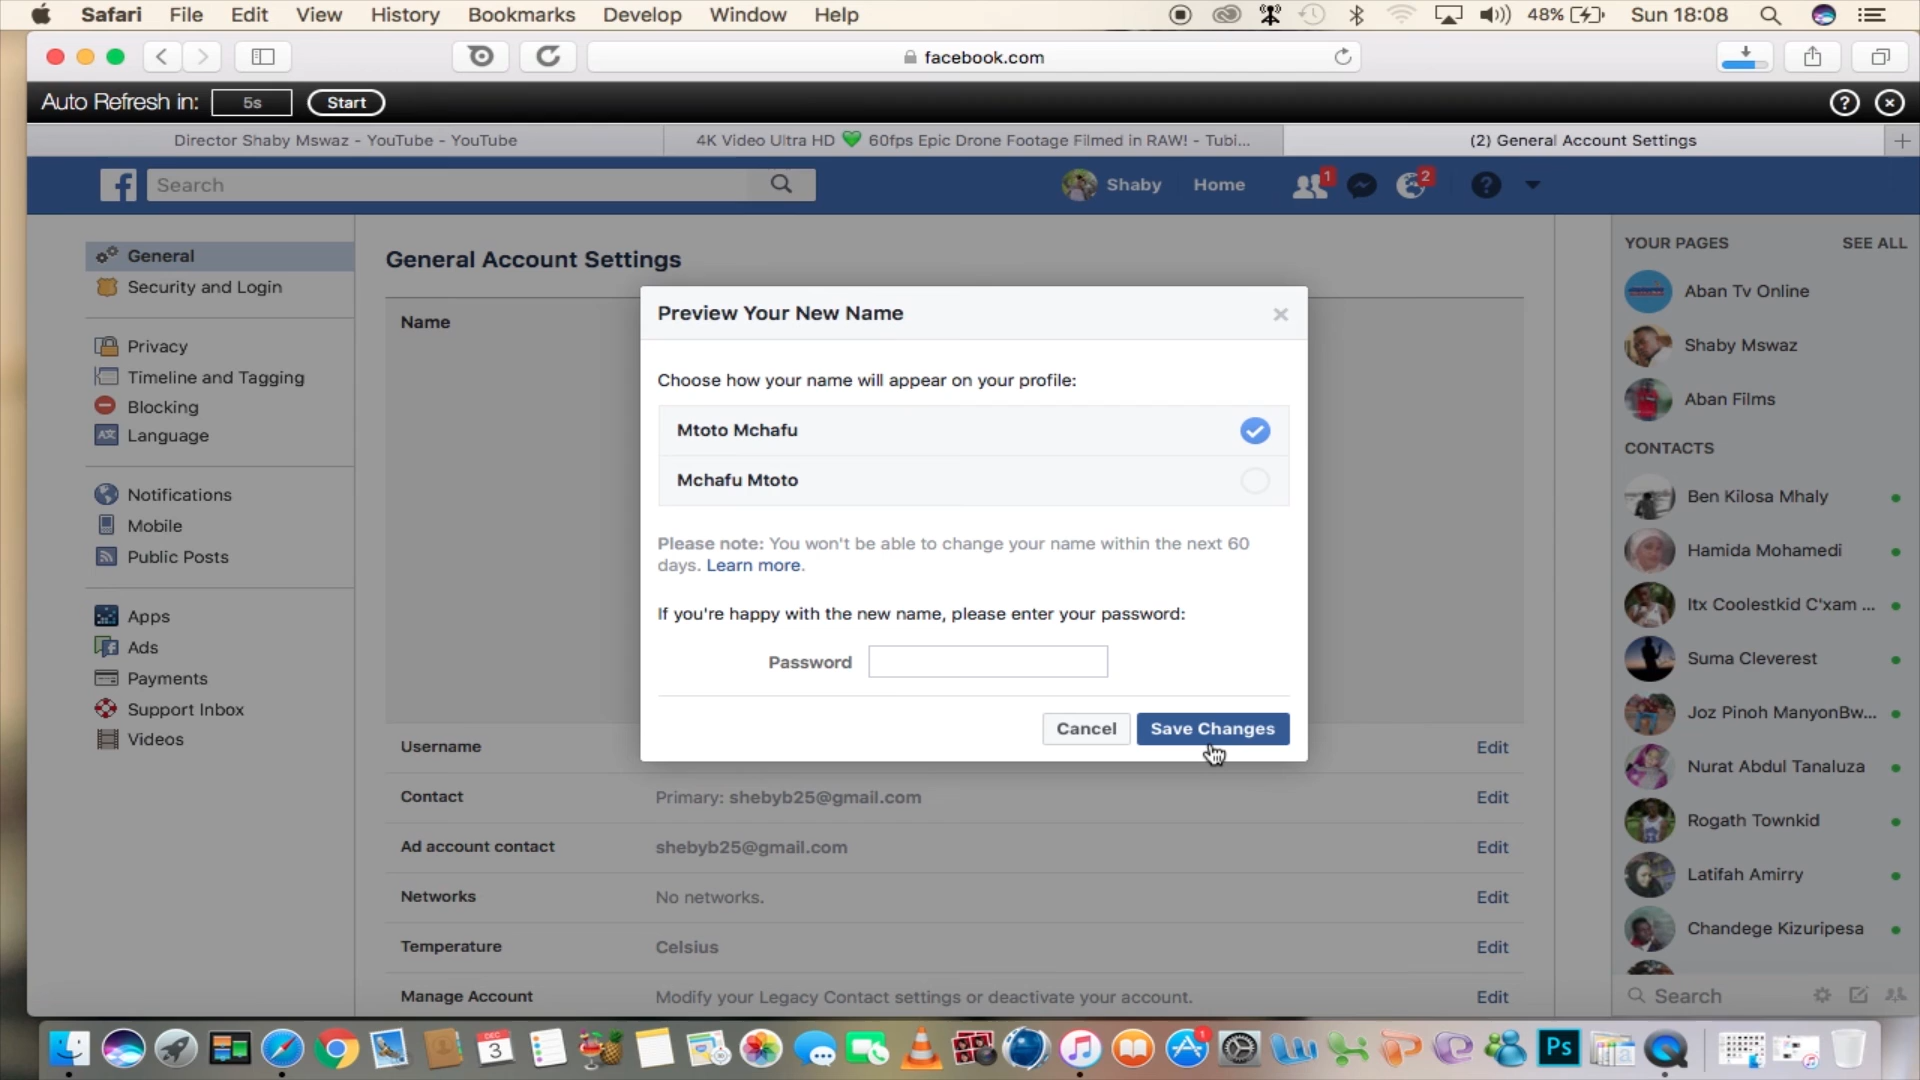 Safari File Edit View History Bookmarks Develop Window Help 48% Sun 18:08
facebook.com
Auto Refresh in: 5s Start ?
Director Shaby Mswaz - YouTube - YouTube 4K Video Ultra HD 💚 60fps Epic Drone Footage Filmed in RAW! - Tubi... (2) General Account Settings
f Search Shaby Home 1 2 ?
General
Security and Login
Privacy
Timeline and Tagging
Blocking
Language
Notifications
Mobile
Public Posts
Apps
Ads
Payments
Support Inbox
Videos
General Account Settings
Name
Preview Your New Name
Choose how your name will appear on your profile:
Mtoto Mchafu
Mchafu Mtoto
Please note: You won't be able to change your name within the next 60
days. Learn more.
If you're happy with the new name, please enter your password:
Password
Cancel Save Changes
Username Edit
Contact Primary: shebyb25@gmail.com Edit
Ad account contact shebyb25@gmail.com Edit
Networks No networks. Edit
Temperature Celsius Edit
Manage Account Modify your Legacy Contact settings or deactivate your account. Edit
YOUR PAGES SEE ALL
Aban Tv Online
Shaby Mswaz
Aban Films
CONTACTS
Ben Kilosa Mhaly
Hamida Mohamedi
Itx Coolestkid C'xam ...
Suma Cleverest
Joz Pinoh ManyonBw...
Nurat Abdul Tanaluza
Rogath Townkid
Latifah Amirry
Chandege Kizuripesa
Search
DEC
3
1
Ps